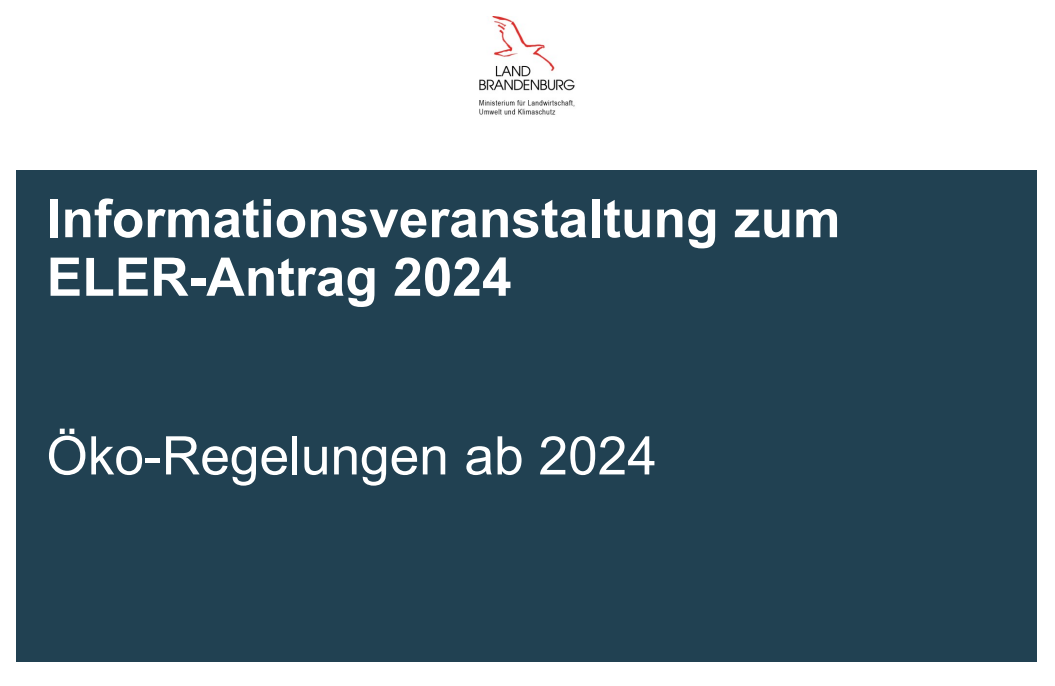 LAND
BRANDENBURG
Ministerium für Landwirtschaft,
Umwelt und Klimaschutz
Informationsveranstaltung zum
ELER-Antrag 2024
Öko-Regelungen ab 2024